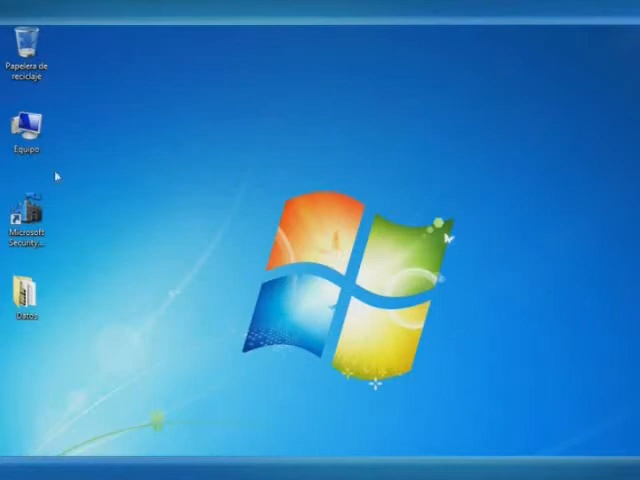 Papelera de
reciclaje
Equipo
Microsoft
Security...
Datos